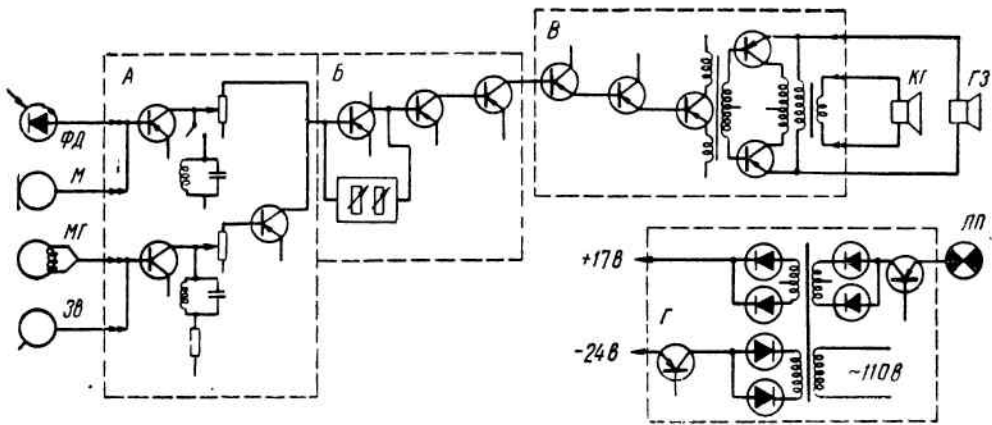 А
Б
В
ФД
М
МГ
ЗВ
КГ
ГЗ
Г
+17В
-24В
~110В
ЛП